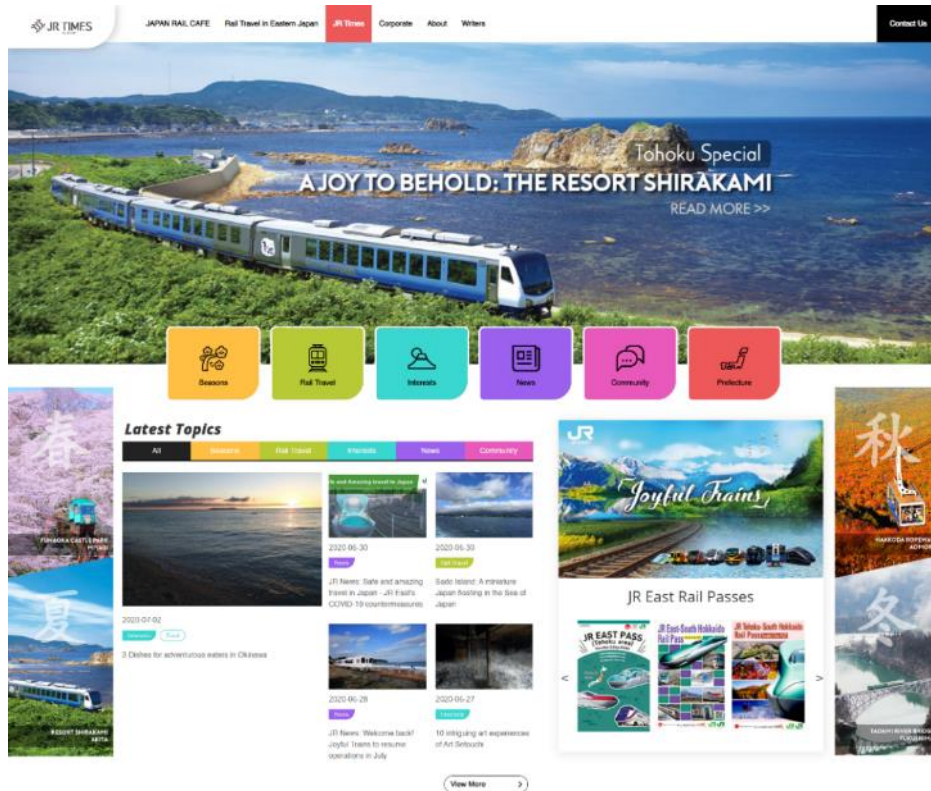 JR TIMES
JAPAN RAIL CAFE
Rail Travel in Eastern Japan
JR Times
Corporate
About
Writers
Contact Us
Tohoku Special
A JOY TO BEHOLD: THE RESORT SHIRAKAMI
READ MORE >>
Seasons
Rail Travel
Interests
News
Community
Prefecture
春
夏
RESORT SHIRAKAMI
AKITA
Latest Topics
All
Seasons
Rail Travel
Interests
News
Community
2020-07-02
Interests
Food
3 Dishes for adventurous eaters in Okinawa
2020-06-30
News
JR News: Safe and amazing
travel in Japan - JR East's
COVID-19 countermeasures
2020-06-30
Rail Travel
Sado Island: A miniature
Japan floating in the Sea of
Japan
2020-06-28
News
JR News: Welcome back!
Joyful Trains to resume
operations in July
2020-06-27
Interests
10 intriguing art experiences
of Art Setouchi
View More >
JR
Joyful Trains
JR East Rail Passes
<
JR EAST PASS
(Tohoku area)
JR East-South Hokkaido
Rail Pass
JR Tohoku-South Hokkaido
Rail Pass
>
秋
冬